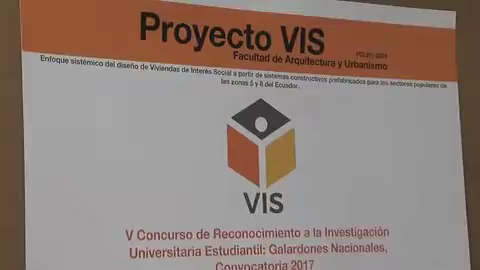 Proyecto VIS
Facultad de Arquitectura y Urbanismo
Enfoque sistémico del diseño de Viviendas de Interés Social a partir de sistemas constructivos prefabricados para los sectores populares de
las zonas 5 y 8 del Ecuador.
VIS
V Concurso de Reconocimiento a la Investigación
Universitaria Estudiantil: Galardones Nacionales,
Convocatoria 2017